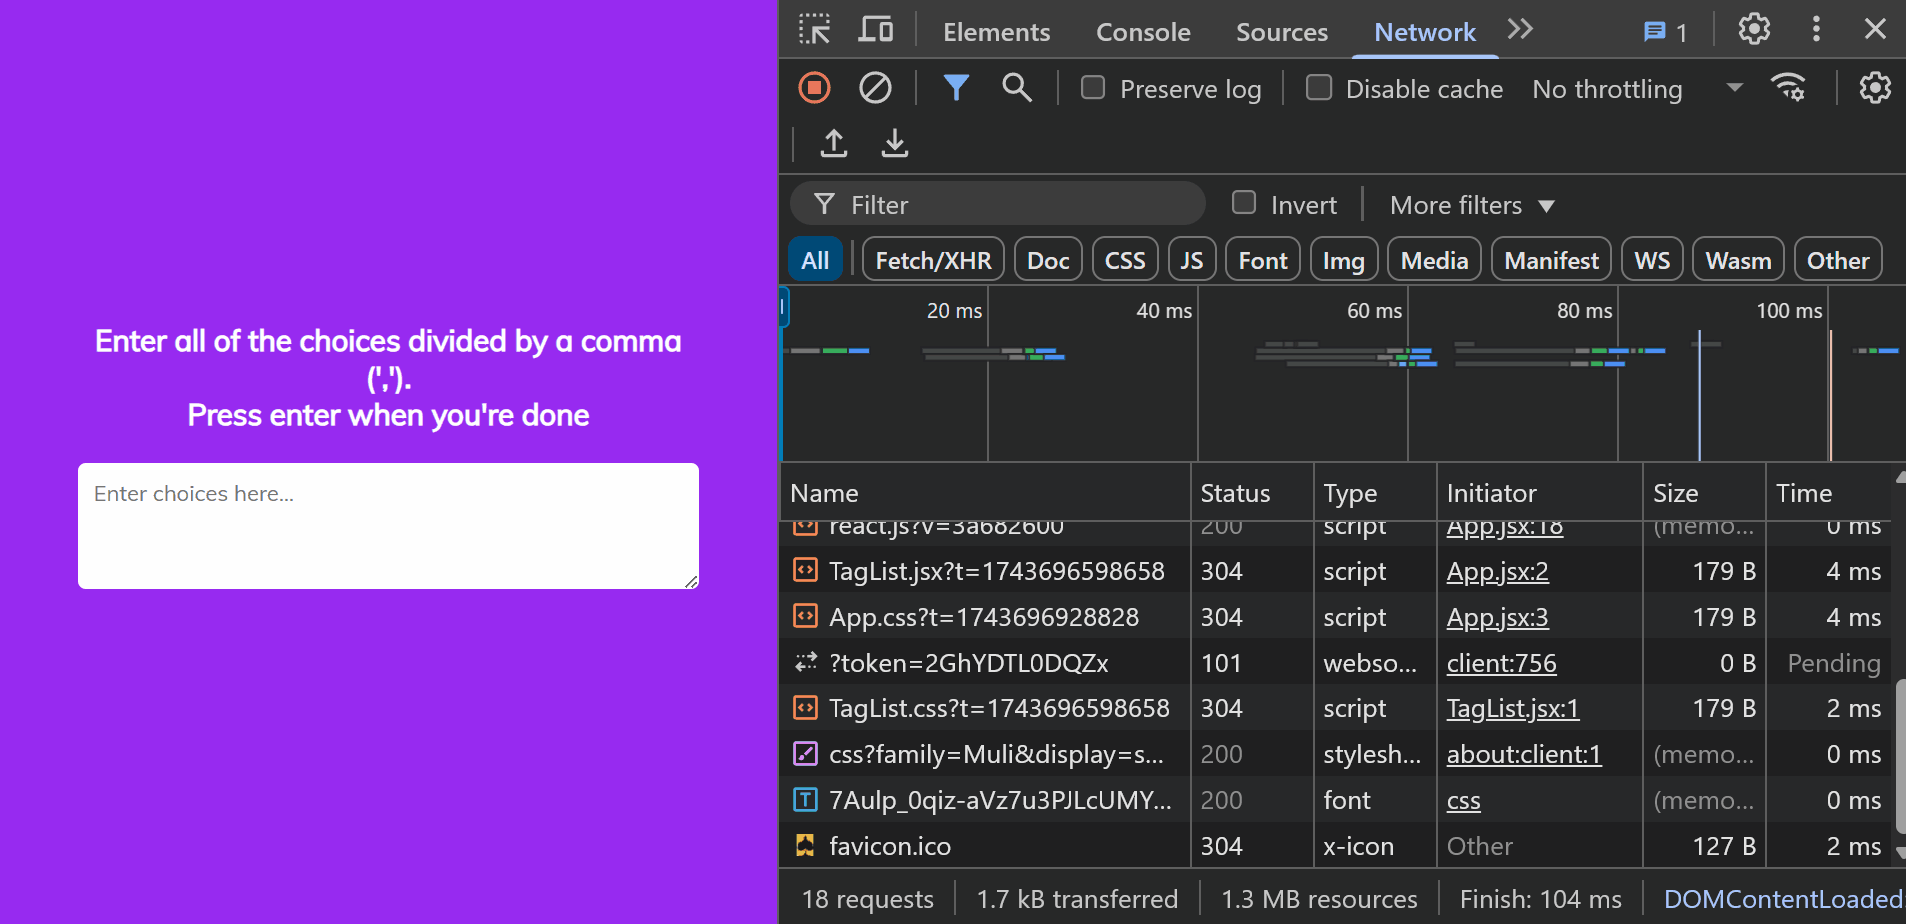 Enter all of the choices divided by a comma
(',').
Press enter when you're done
Enter choices here...
Elements Console Sources Network 1
Preserve log Disable cache No throttling
Filter Invert More filters
All Fetch/XHR Doc CSS JS Font Img Media Manifest WS Wasm Other
20 ms 40 ms 60 ms 80 ms 100 ms
Name Status Type Initiator Size Time
react.js?v=3a682600 200 script App.jsx:18 (memo... 0 ms
TagList.jsx?t=1743696598658 304 script App.jsx:2 179 B 4 ms
App.css?t=1743696928828 304 script App.jsx:3 179 B 4 ms
?token=2GhYDTL0DQZx 101 webso... client:756 0 B Pending
TagList.css?t=1743696598658 304 script TagList.jsx:1 179 B 2 ms
css?family=Muli&display=s... 200 stylesh... about:client:1 (memo... 0 ms
7Aulp_0qiz-aVz7u3PJLcUMY... 200 font css (memo... 0 ms
favicon.ico 304 x-icon Other 127 B 2 ms
18 requests 1.7 kB transferred 1.3 MB resources Finish: 104 ms DOMContentLoaded: